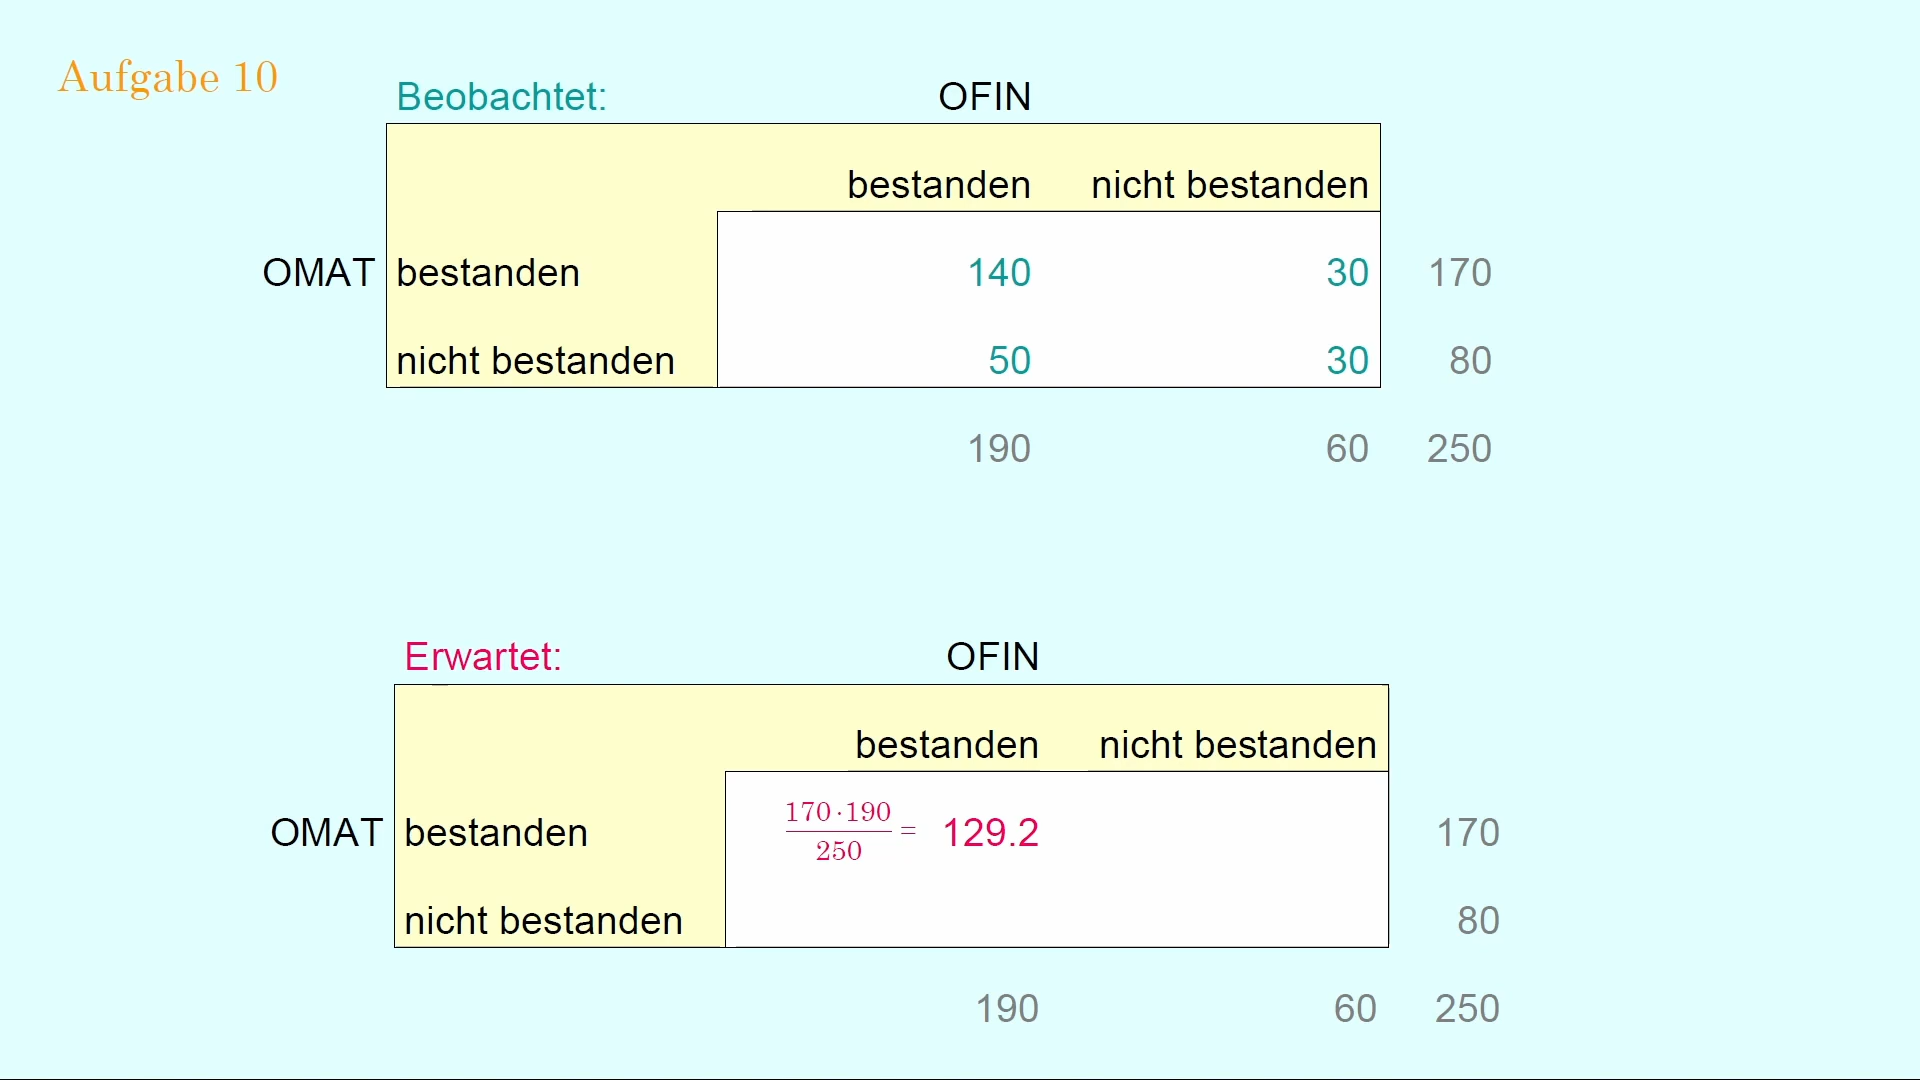 Aufgabe 10
Beobachtet: OFIN
bestanden nicht bestanden
OMAT bestanden 140 30 170
nicht bestanden 50 30 80
190 60 250
Erwartet: OFIN
bestanden nicht bestanden
OMAT bestanden 170·190/250 = 129.2 170
nicht bestanden 80
190 60 250